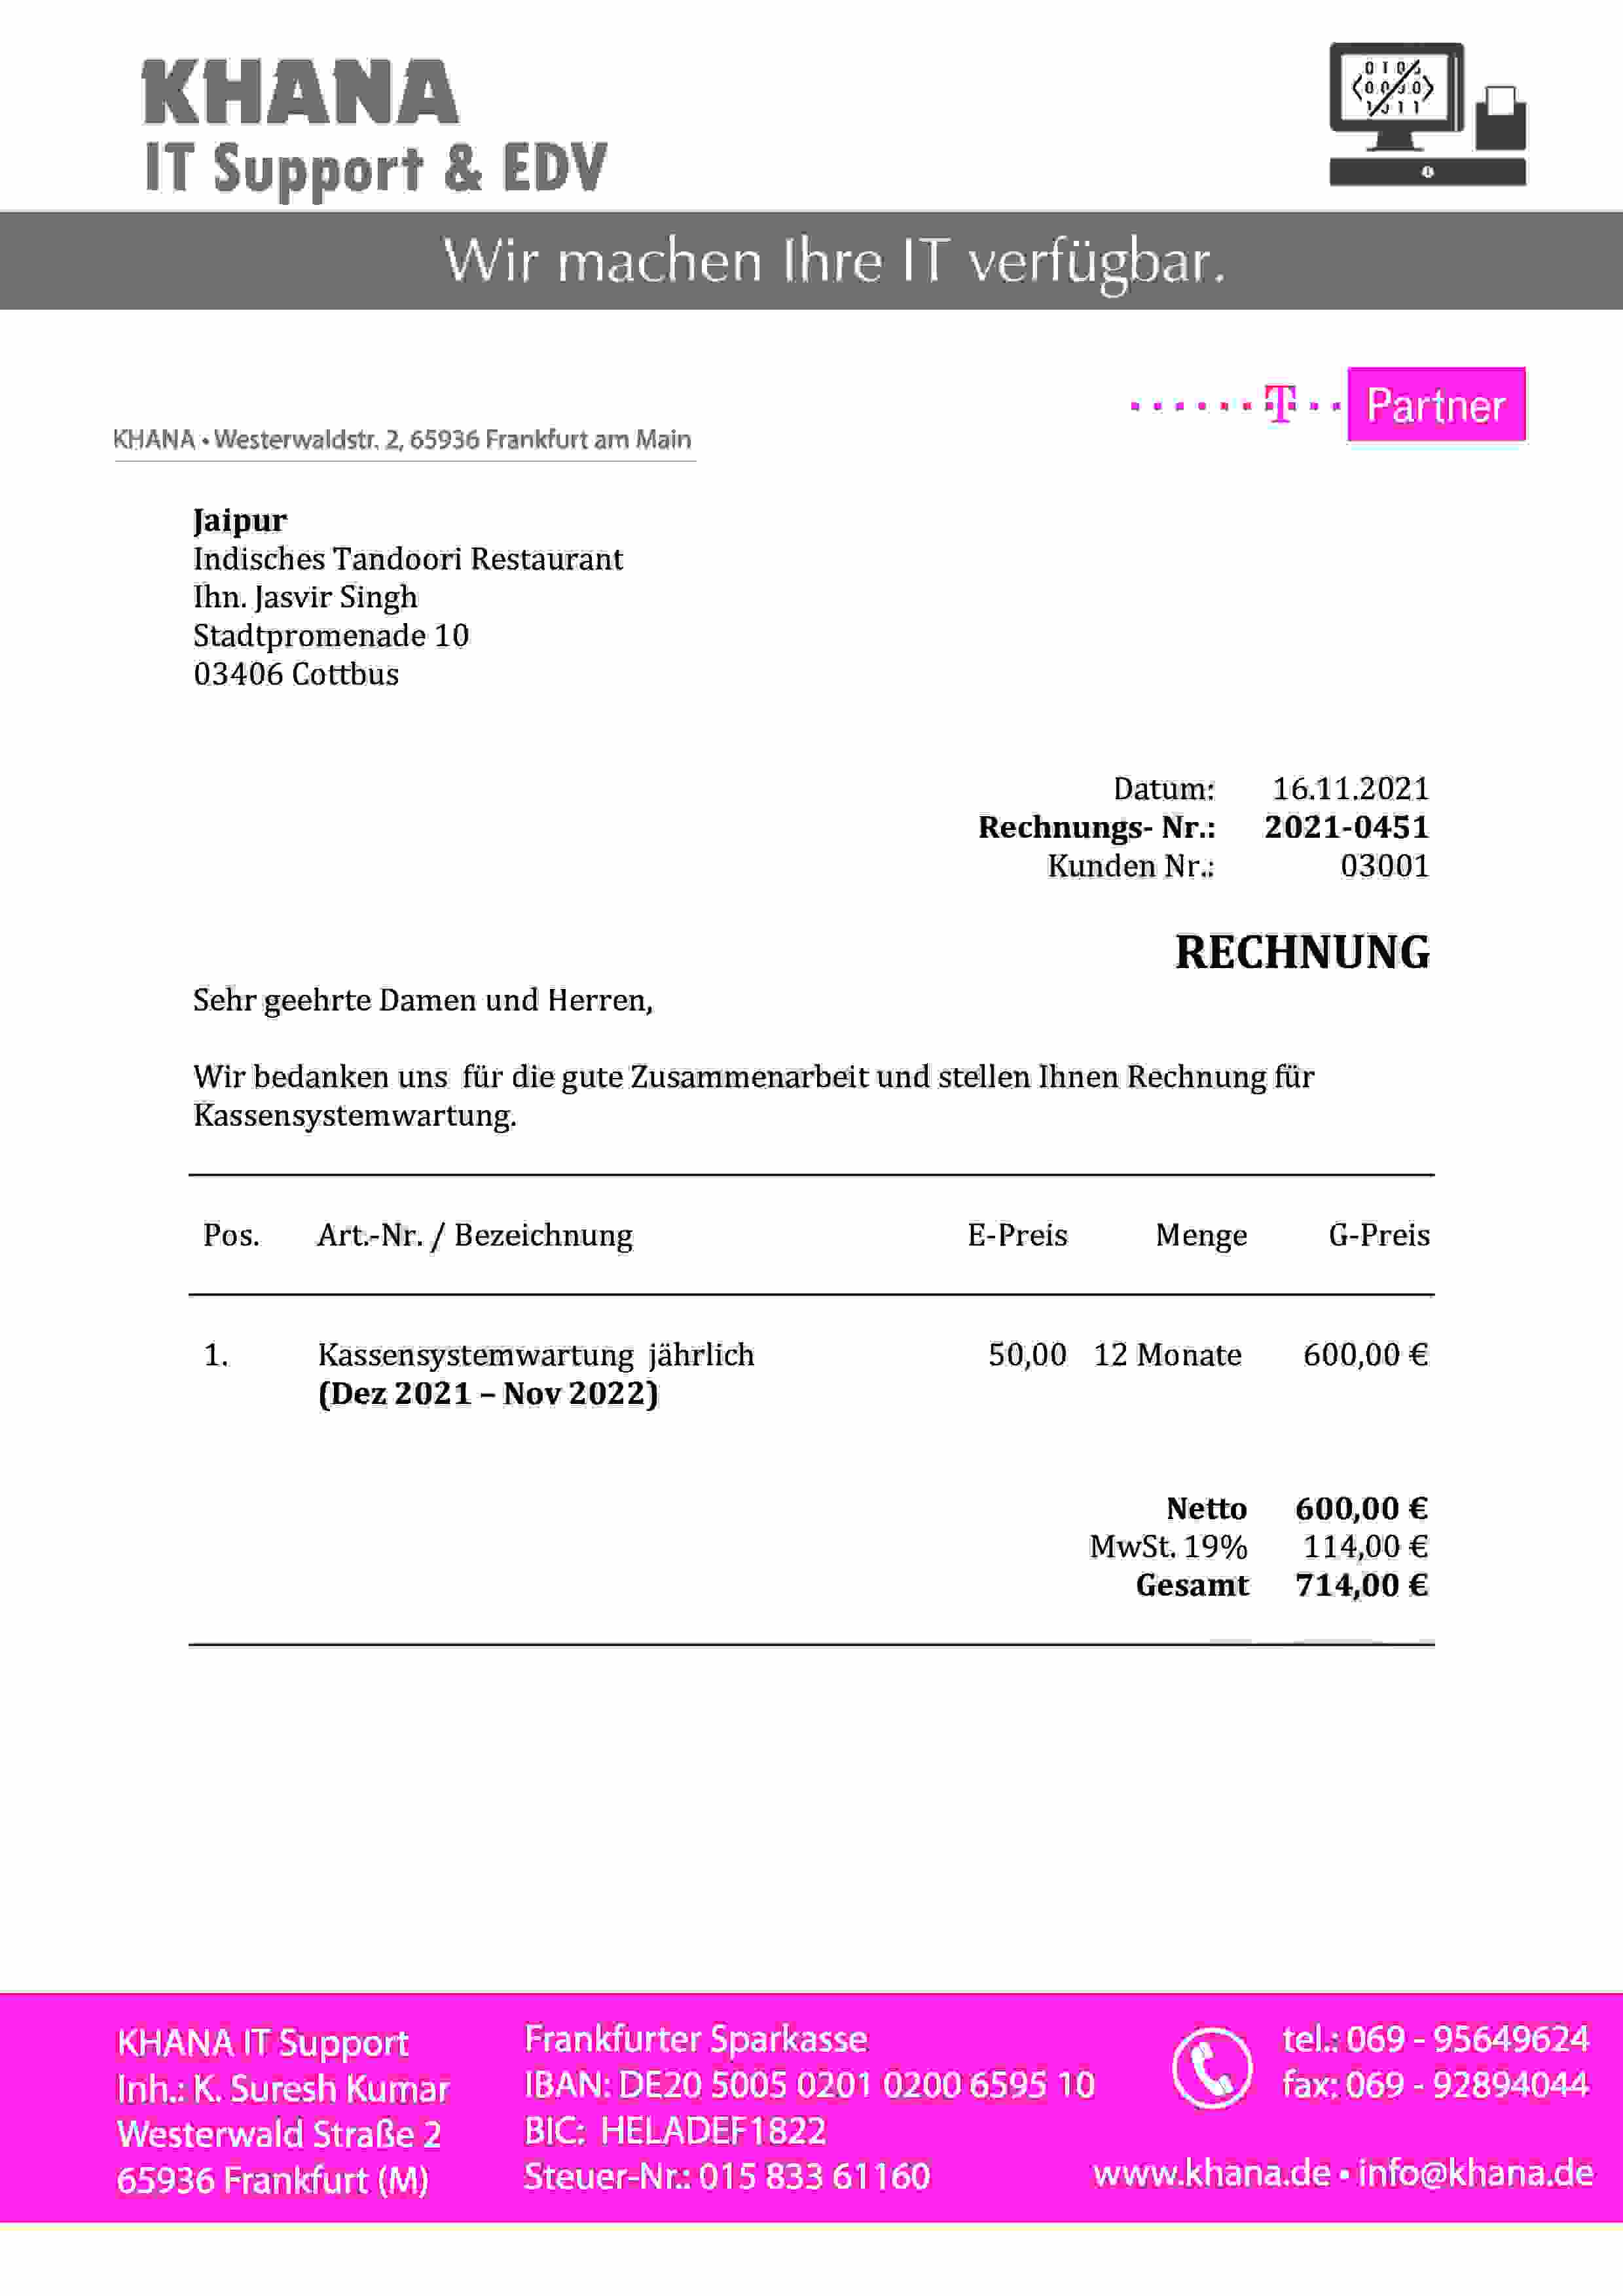 KHANA
IT Support & EDV
Wir machen Ihre IT verfügbar.
T Partner
KHANA • Westerwaldstr. 2, 65936 Frankfurt am Main
Jaipur
Indisches Tandoori Restaurant
Ihn. Jasvir Singh
Stadtpromenade 10
03406 Cottbus
Datum: 16.11.2021
Rechnungs- Nr.: 2021-0451
Kunden Nr.: 03001
RECHNUNG
Sehr geehrte Damen und Herren,
Wir bedanken uns für die gute Zusammenarbeit und stellen Ihnen Rechnung für
Kassensystemwartung.
Pos. Art.-Nr. / Bezeichnung E-Preis Menge G-Preis
1. Kassensystemwartung jährlich 50,00 12 Monate 600,00 €
(Dez 2021 – Nov 2022)
Netto 600,00 €
MwSt. 19% 114,00 €
Gesamt 714,00 €
KHANA IT Support
Inh.: K. Suresh Kumar
Westerwald Straße 2
65936 Frankfurt (M)
Frankfurter Sparkasse
IBAN: DE20 5005 0201 0200 6595 10
BIC: HELADEF1822
Steuer-Nr.: 015 833 61160
tel.: 069 - 95649624
fax: 069 - 92894044
www.khana.de • info@khana.de